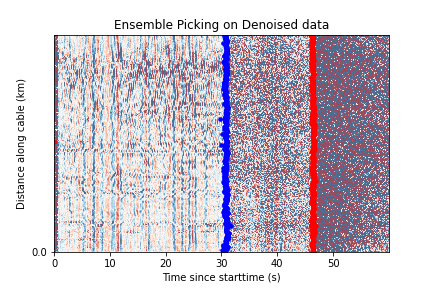 Ensemble Picking on Denoised data
Distance along cable (km)
0.0
0 10 20 30 40 50
Time since starttime (s)